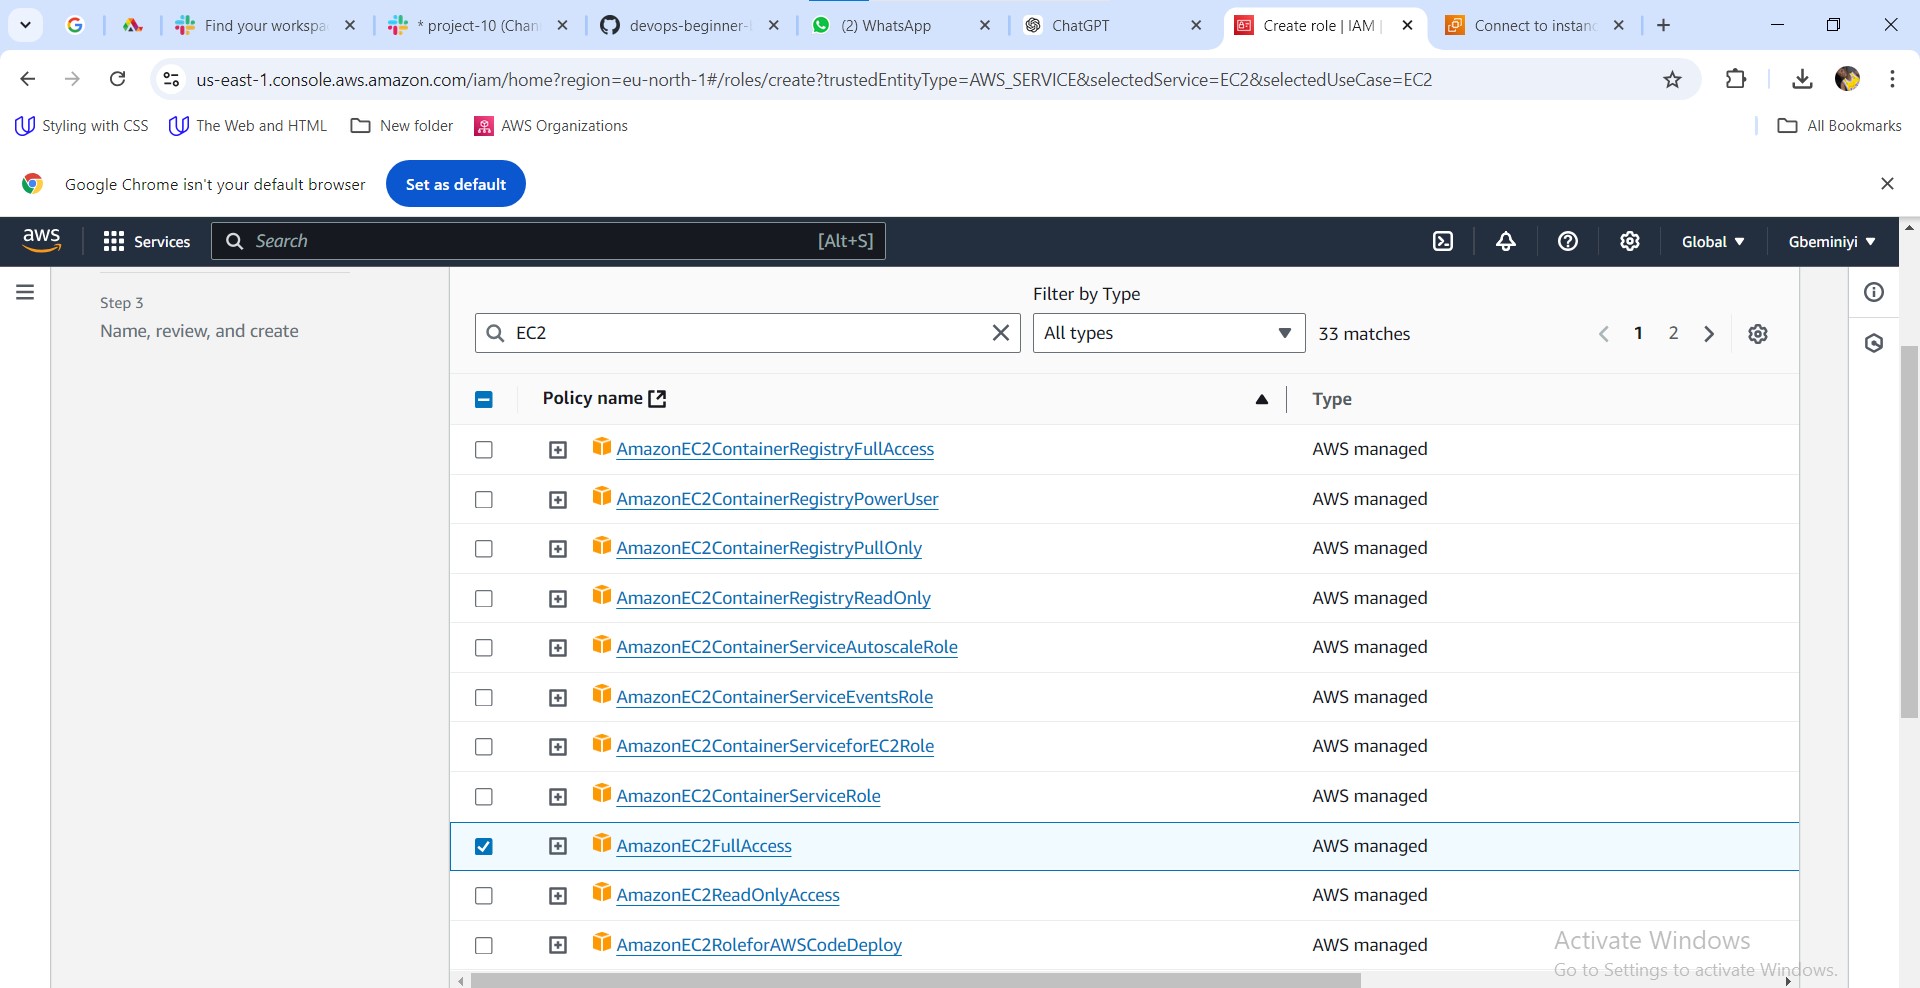 Find your workspa
* project-10 (Chan
devops-beginner-
(2) WhatsApp
ChatGPT
Create role | IAM |
Connect to instanc
us-east-1.console.aws.amazon.com/iam/home?region=eu-north-1#/roles/create?trustedEntityType=AWS_SERVICE&selectedService=EC2&selectedUseCase=EC2
Styling with CSS
The Web and HTML
New folder
AWS Organizations
All Bookmarks
Google Chrome isn't your default browser
Set as default
aws
Services
Search
[Alt+S]
Global
Gbeminiyi
Step 3
Name, review, and create
Filter by Type
EC2
All types
33 matches
1
2
Policy name
Type
AmazonEC2ContainerRegistryFullAccess
AWS managed
AmazonEC2ContainerRegistryPowerUser
AWS managed
AmazonEC2ContainerRegistryPullOnly
AWS managed
AmazonEC2ContainerRegistryReadOnly
AWS managed
AmazonEC2ContainerServiceAutoscaleRole
AWS managed
AmazonEC2ContainerServiceEventsRole
AWS managed
AmazonEC2ContainerServiceforEC2Role
AWS managed
AmazonEC2ContainerServiceRole
AWS managed
AmazonEC2FullAccess
AWS managed
AmazonEC2ReadOnlyAccess
AWS managed
AmazonEC2RoleforAWSCodeDeploy
AWS managed
Activate Windows
Go to Settings to activate Windows.